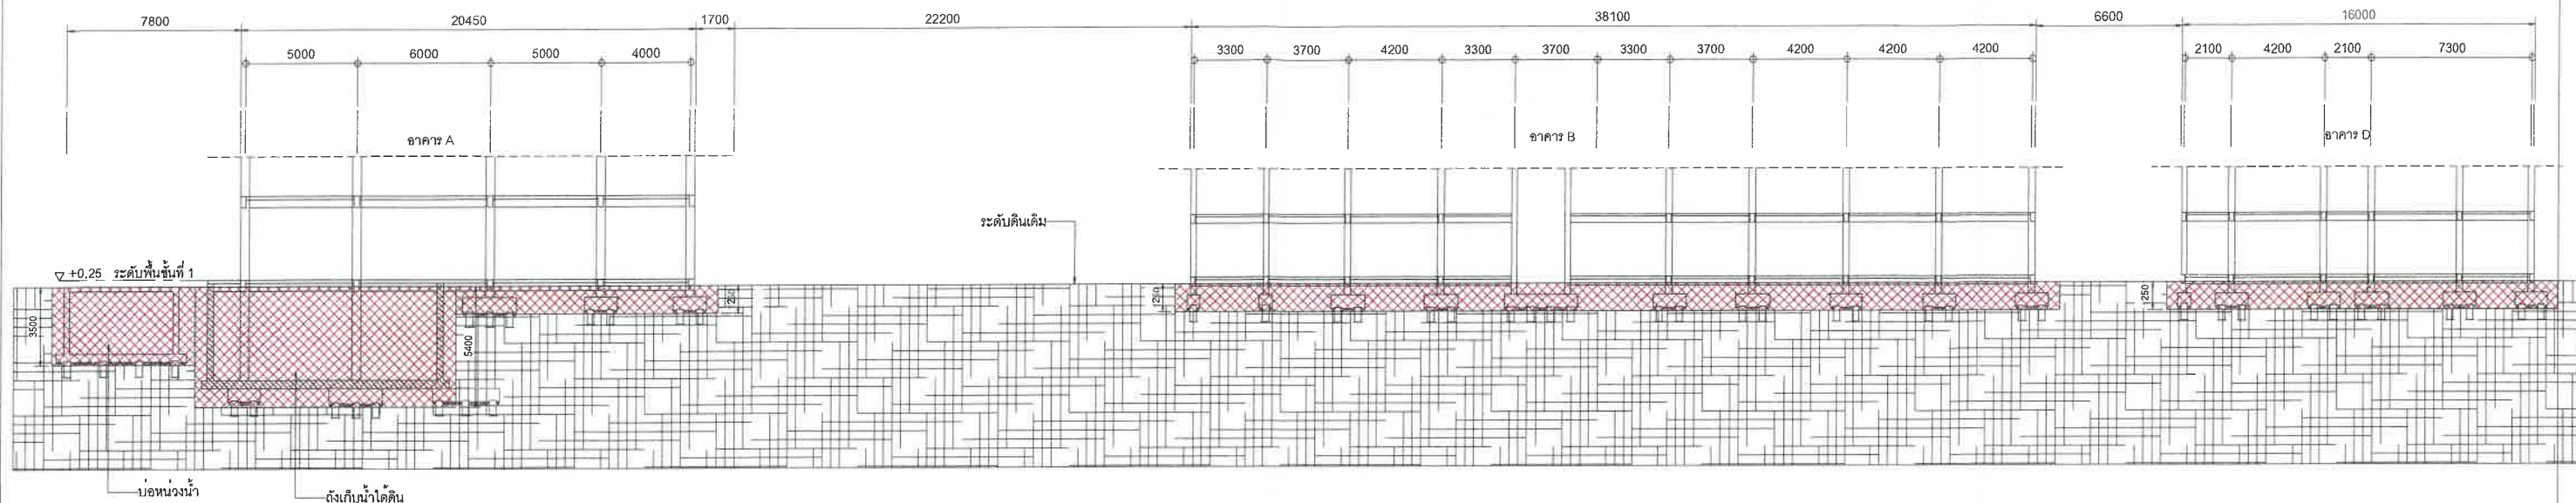 7800 20450 1700 22200 38100 6600 16000
5000 6000 5000 4000 3300 3700 4200 3300 3700 3300 3700 4200 4200 4200 2100 4200 2100 7300
อาคาร A อาคาร B อาคาร D
ระดับดินเดิม
+0,25 ระดับพื้นชั้นที่ 1
3500 5400 1250 1250
บ่อหน่วงน้ำ
ถังเก็บน้ำใต้ดิน